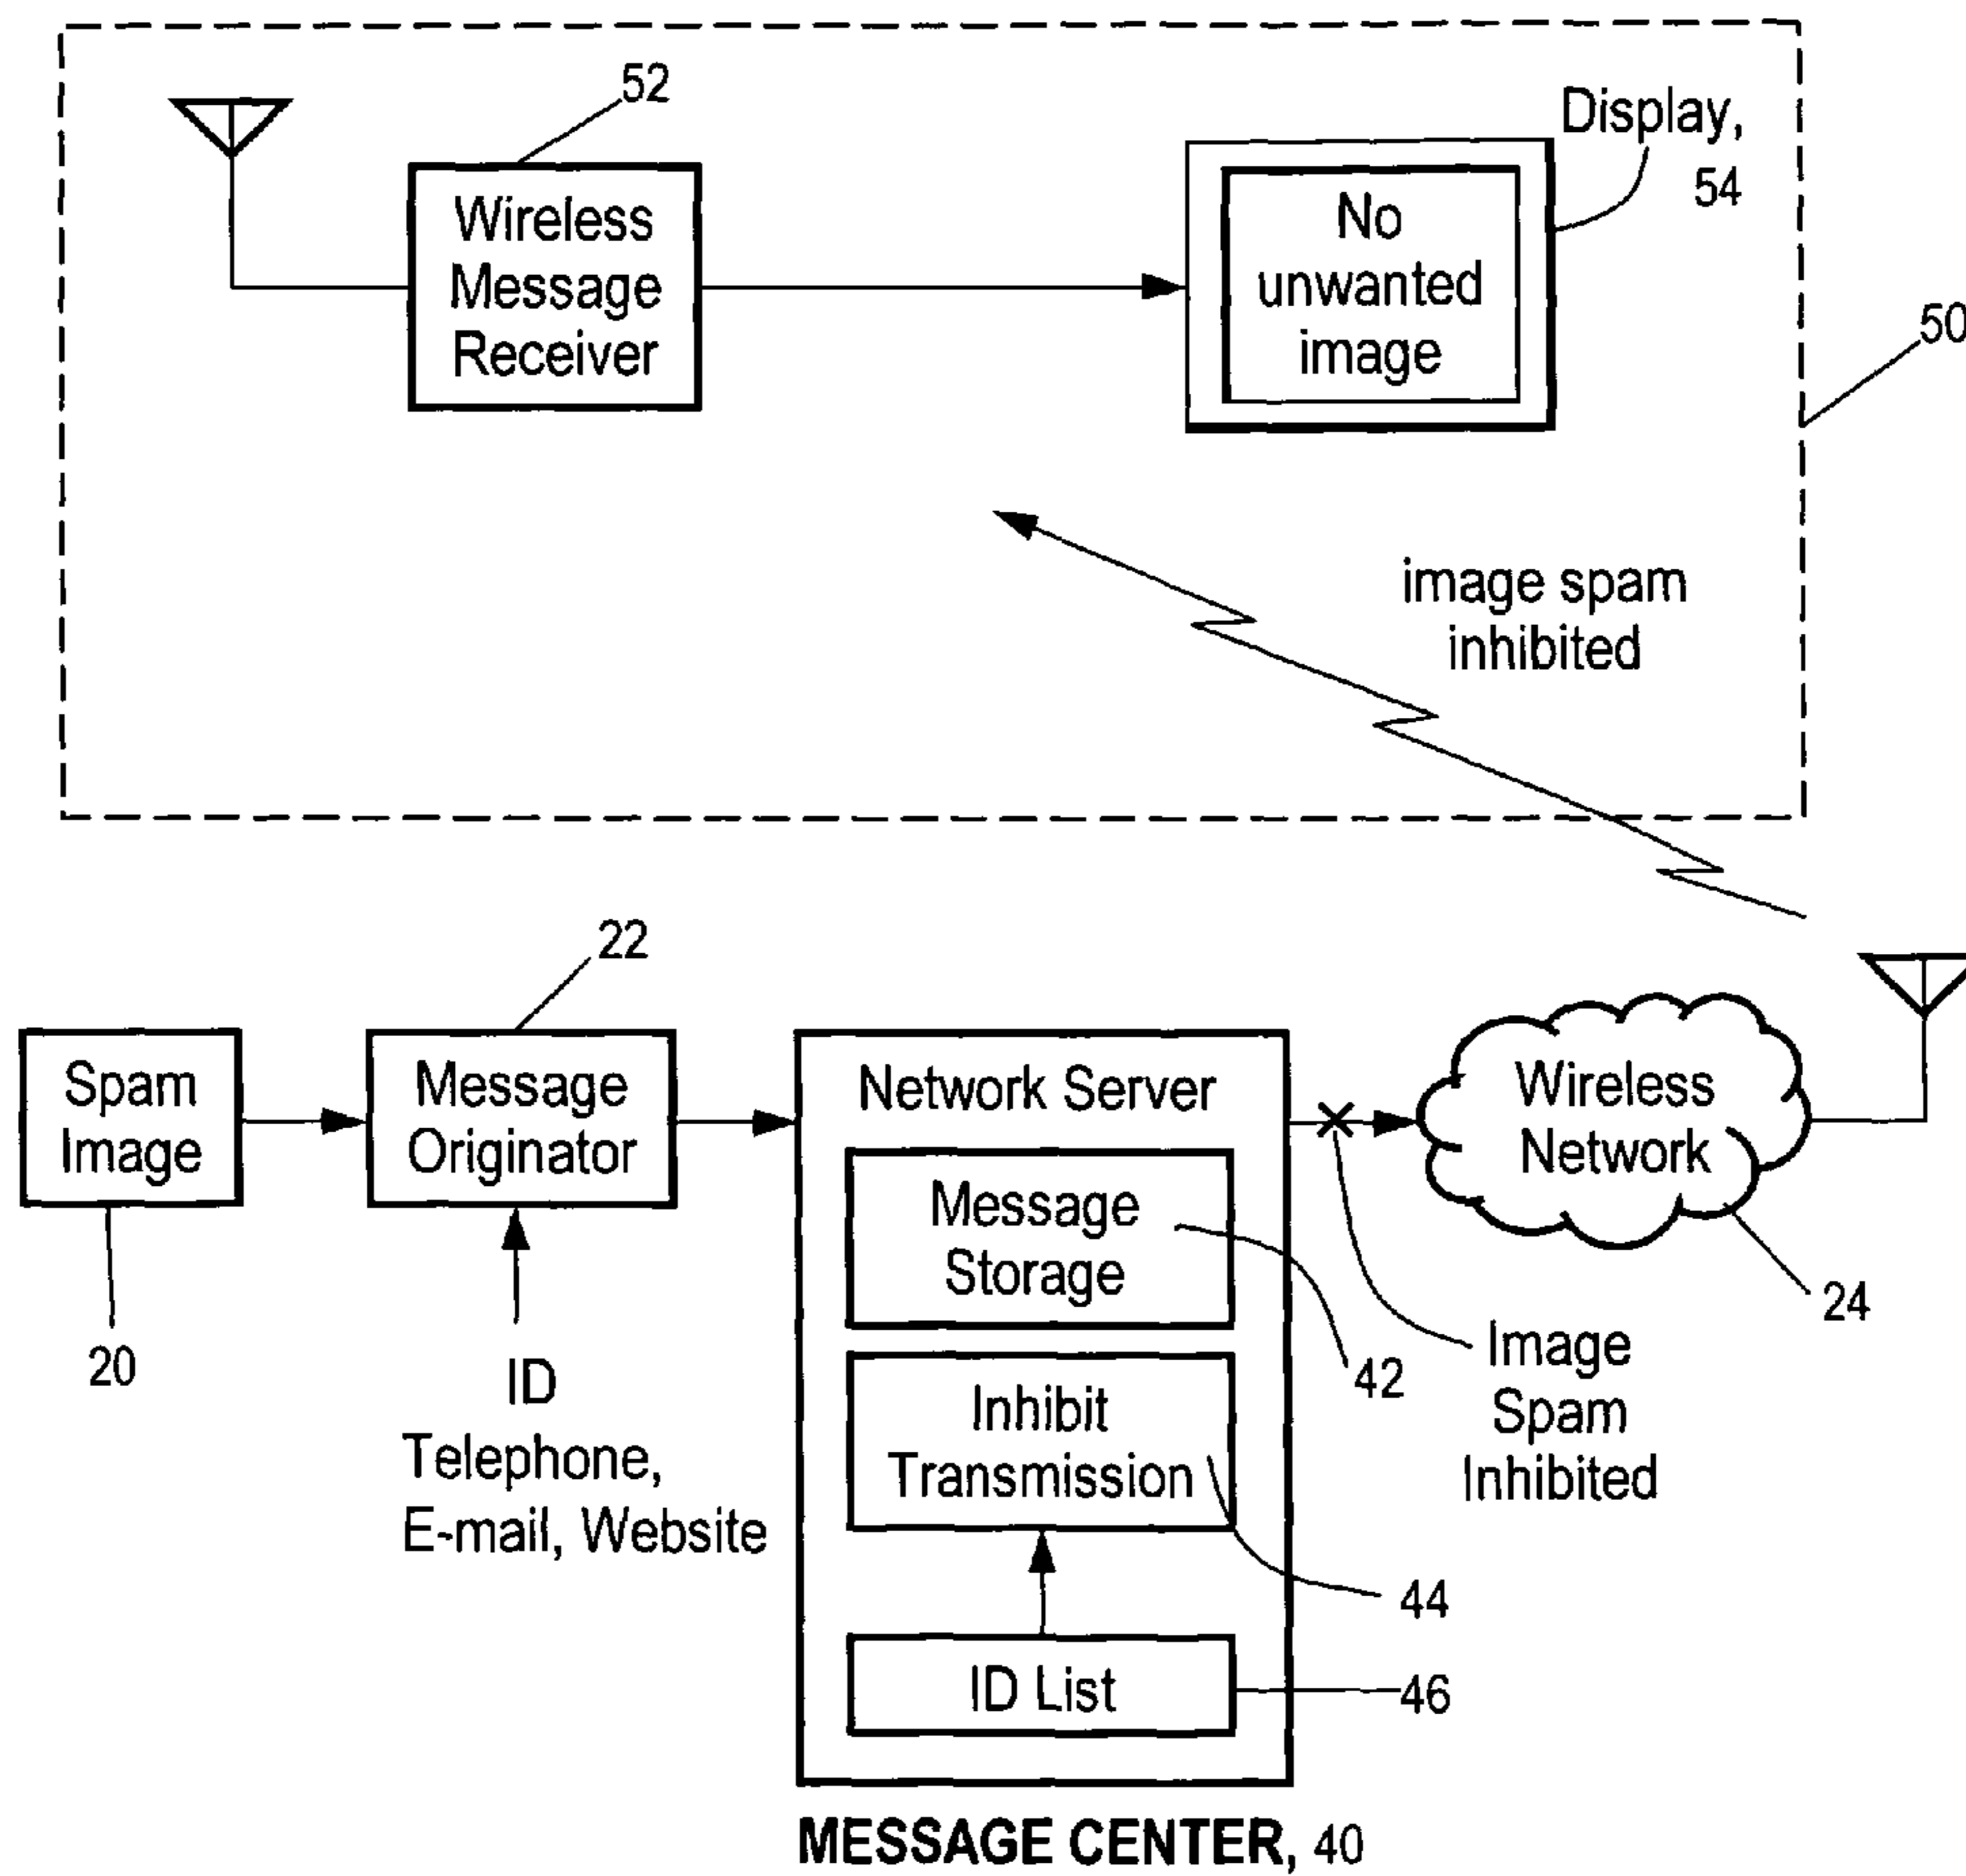 52
Wireless
Message
Receiver
Display,
54
No
unwanted
image
50
image spam
inhibited
22
Spam
Image
20
Message
Originator
ID
Telephone,
E-mail, Website
Network Server
Message
Storage
42
Inhibit
Transmission
44
ID List
46
MESSAGE CENTER, 40
Image
Spam
Inhibited
Wireless
Network
24